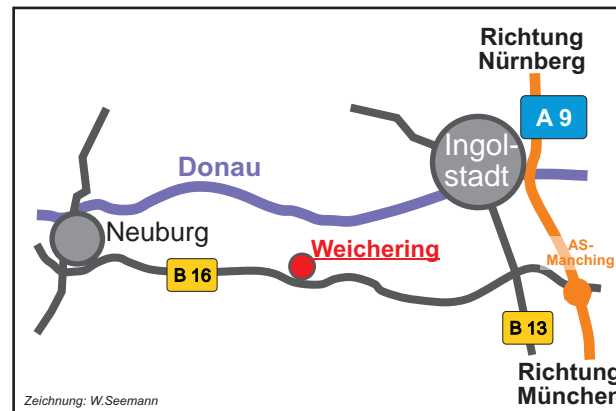 Richtung
Nürnberg
A 9
Ingol-
stadt
Donau
Neuburg
Weichering
AS-
Manching
B 16
B 13
Richtung
München
Zeichnung: W.Seemann